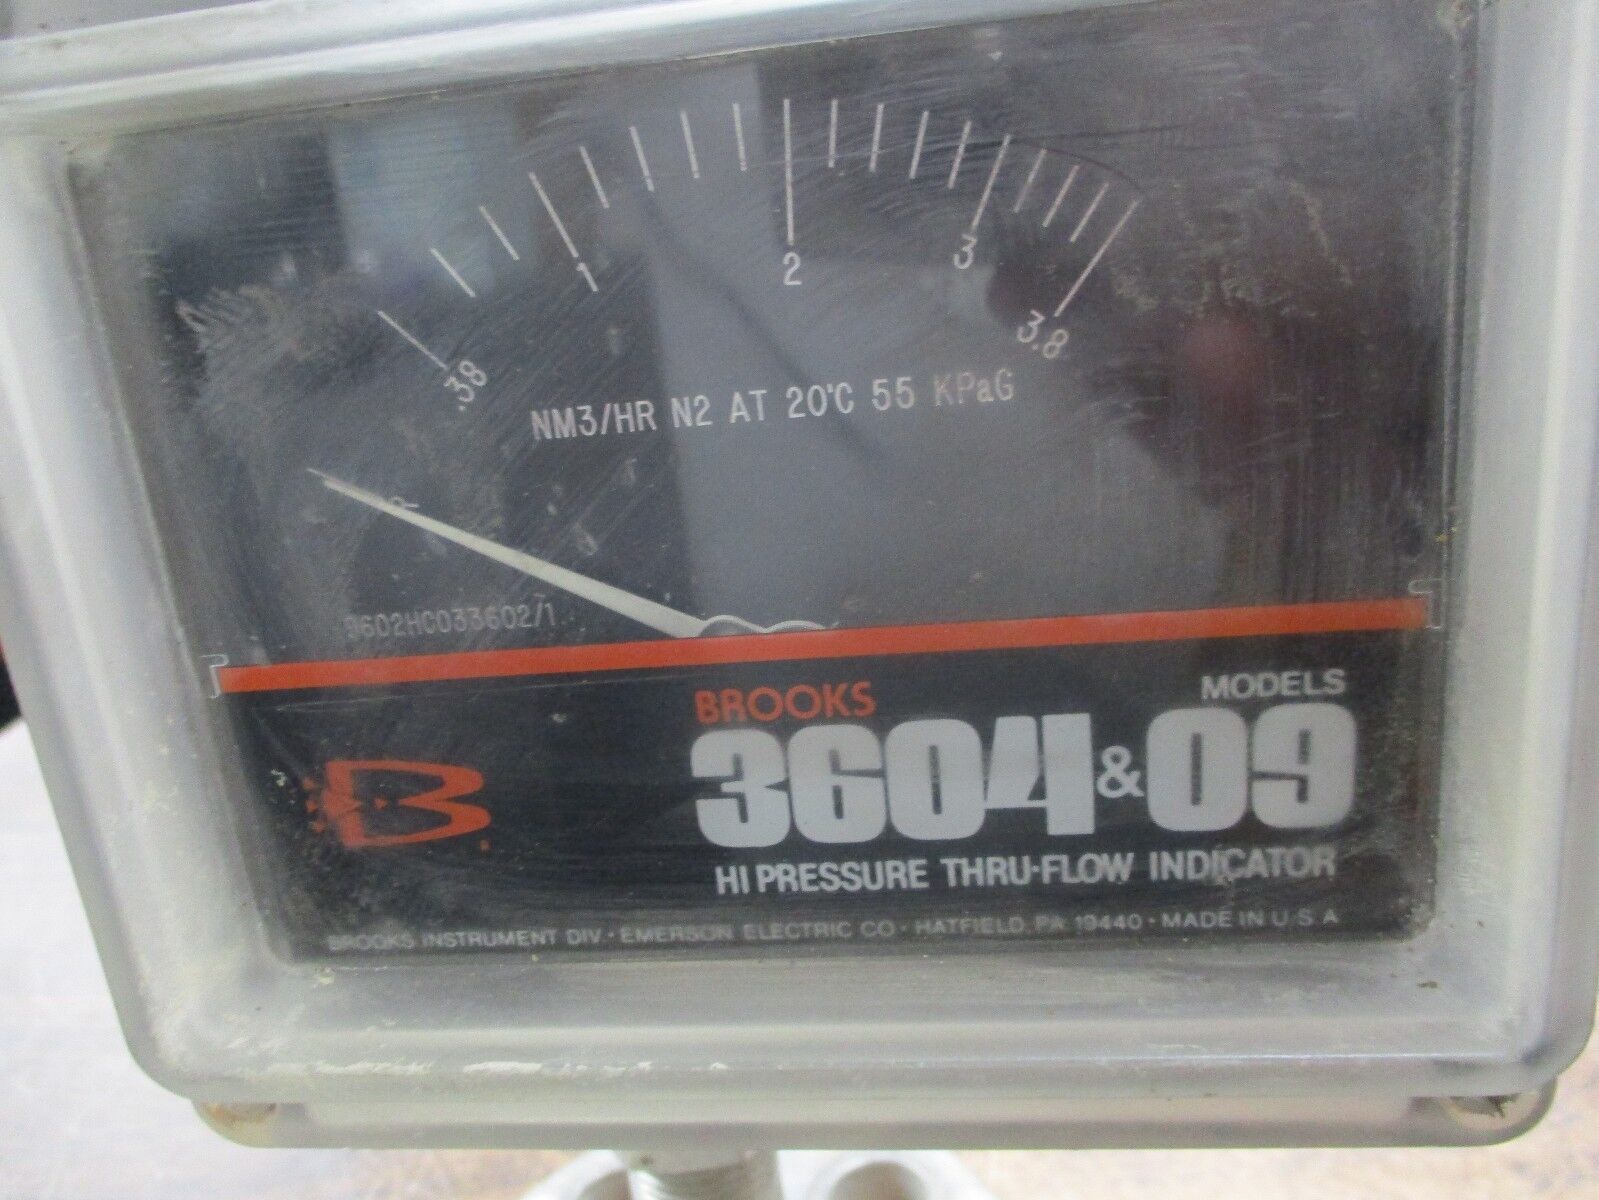 1
2
3
.38
3.8
NM3/HR N2 AT 20°C 55 KPaG
9602HC033602/1
BROOKS
MODELS
3604 & 09
B
HI PRESSURE THRU-FLOW INDICATOR
BROOKS INSTRUMENT DIV · EMERSON ELECTRIC CO · HATFIELD, PA 19440 · MADE IN U S A